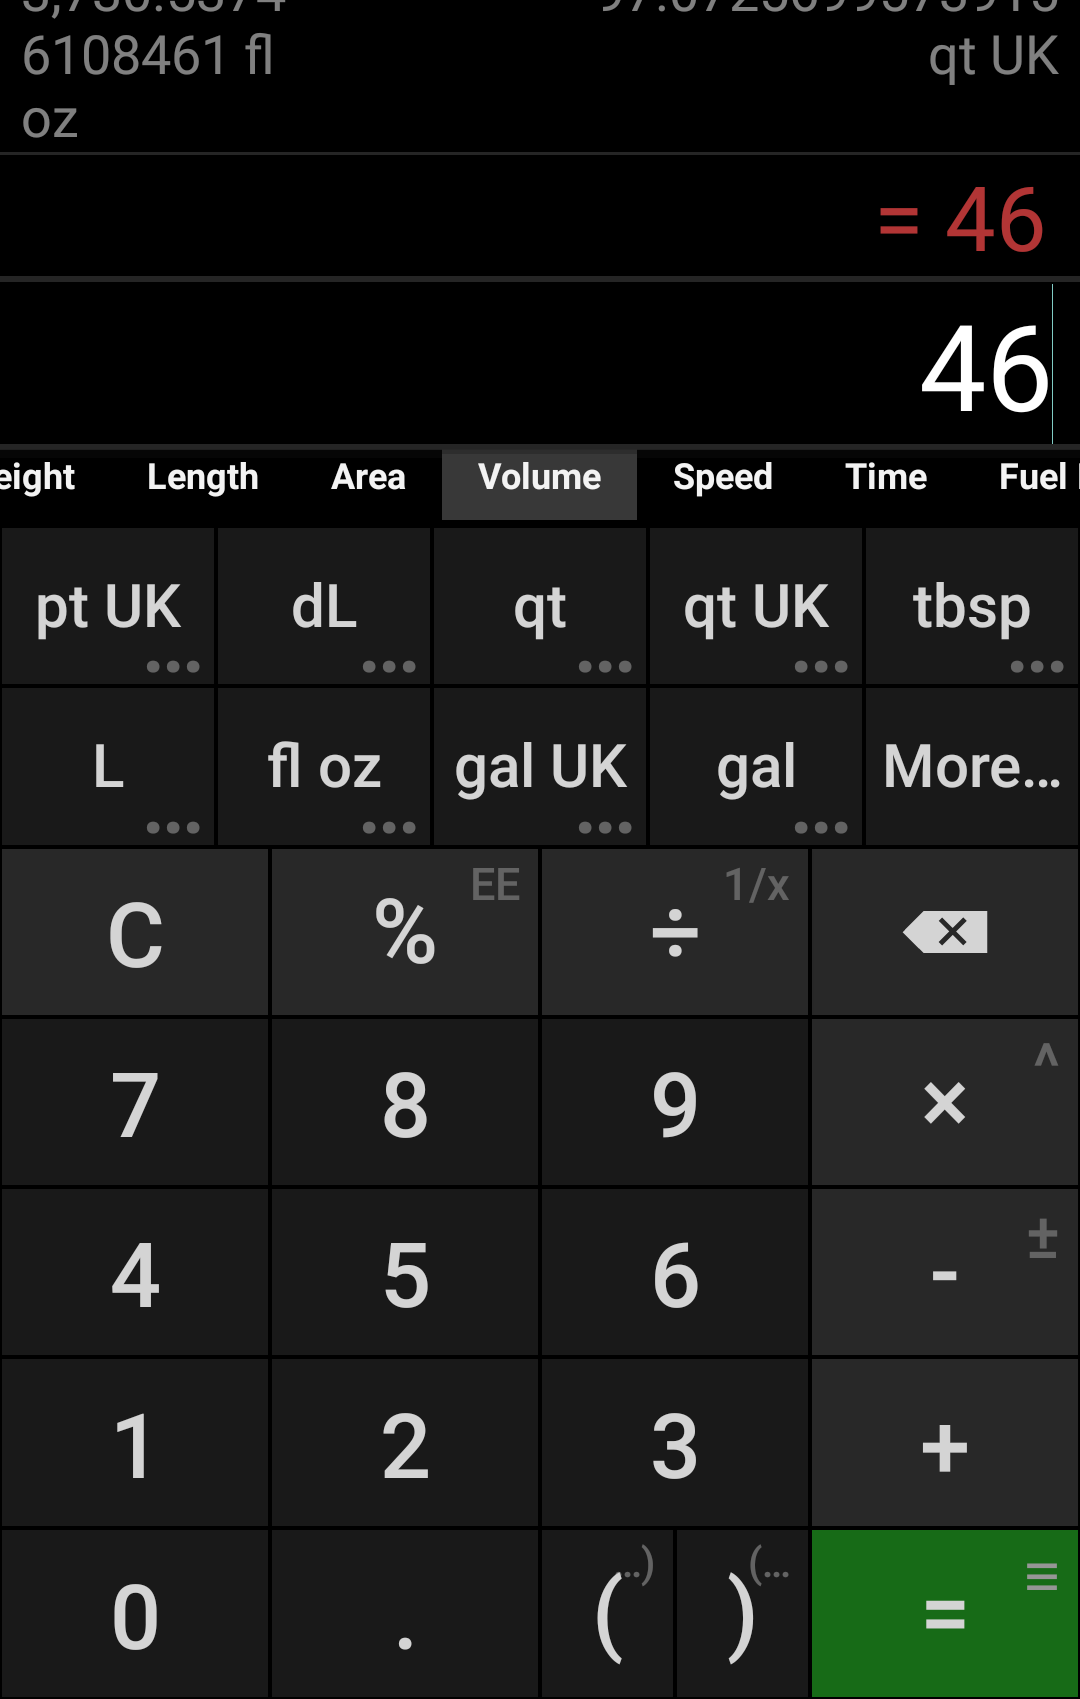 6108461 fl
qt UK
oz
= 46
46
eight Length Area Volume Speed Time Fuel
pt UK dL qt qt UK tbsp
L fl oz gal UK gal More...
C % EE ÷ 1/x
7 8 9 × ^
4 5 6 - ±
1 2 3 +
0 . ( ..) ) (... =